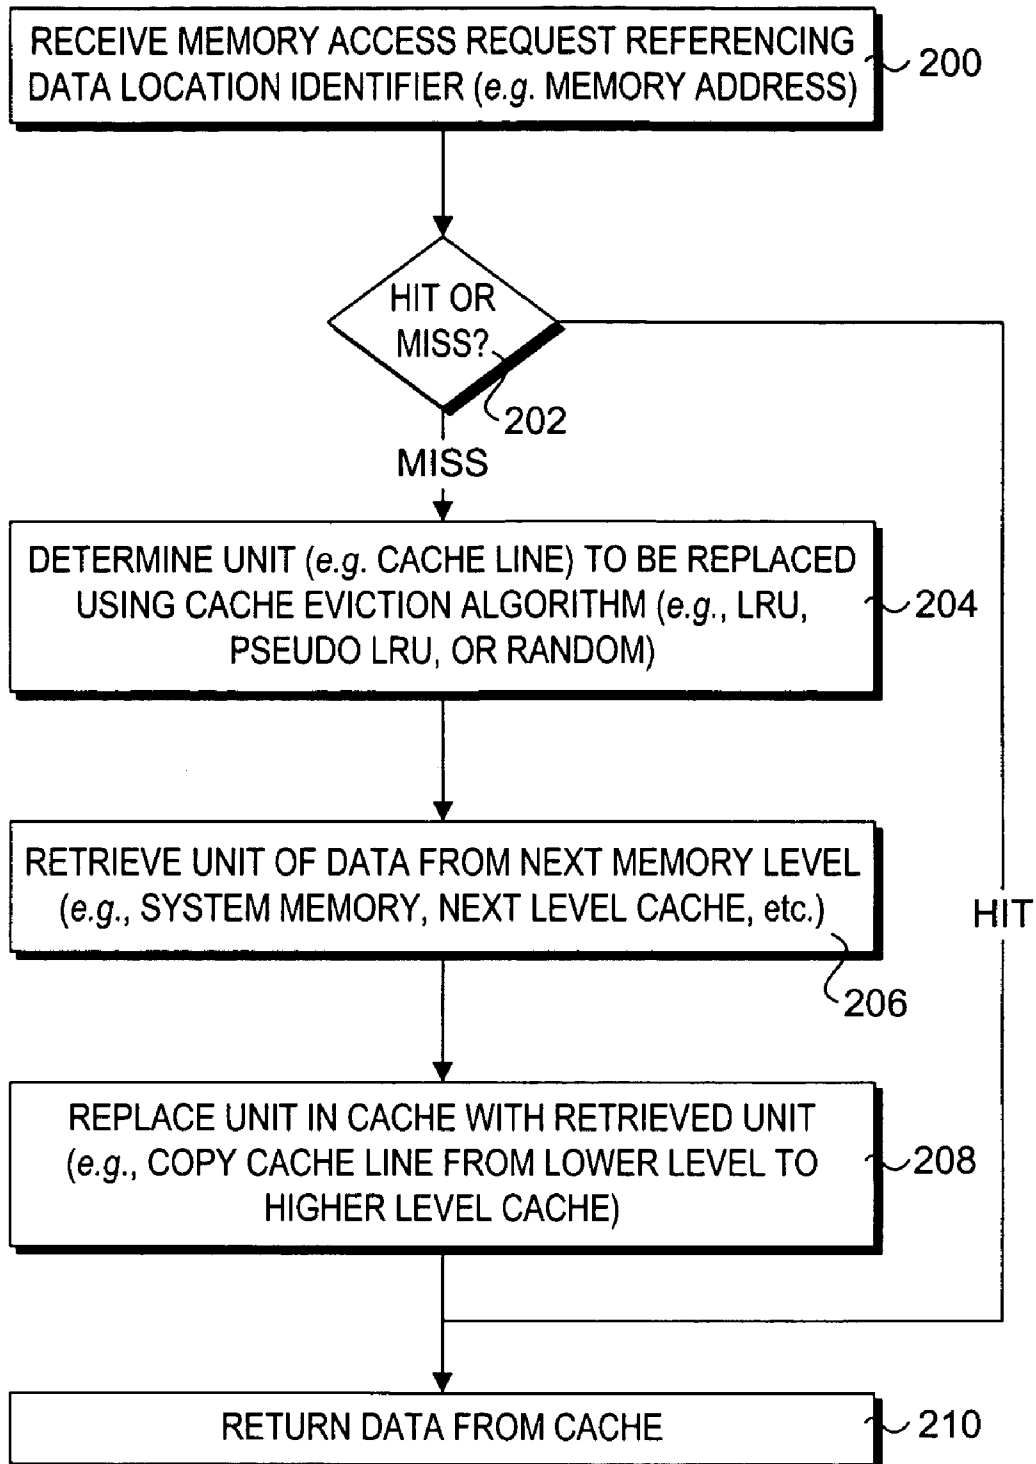 RECEIVE MEMORY ACCESS REQUEST REFERENCING
DATA LOCATION IDENTIFIER (e.g. MEMORY ADDRESS)
200
HIT OR
MISS?
202
MISS
DETERMINE UNIT (e.g. CACHE LINE) TO BE REPLACED
USING CACHE EVICTION ALGORITHM (e.g., LRU,
PSEUDO LRU, OR RANDOM)
204
RETRIEVE UNIT OF DATA FROM NEXT MEMORY LEVEL
(e.g., SYSTEM MEMORY, NEXT LEVEL CACHE, etc.)
HIT
206
REPLACE UNIT IN CACHE WITH RETRIEVED UNIT
(e.g., COPY CACHE LINE FROM LOWER LEVEL TO
HIGHER LEVEL CACHE)
208
RETURN DATA FROM CACHE
210